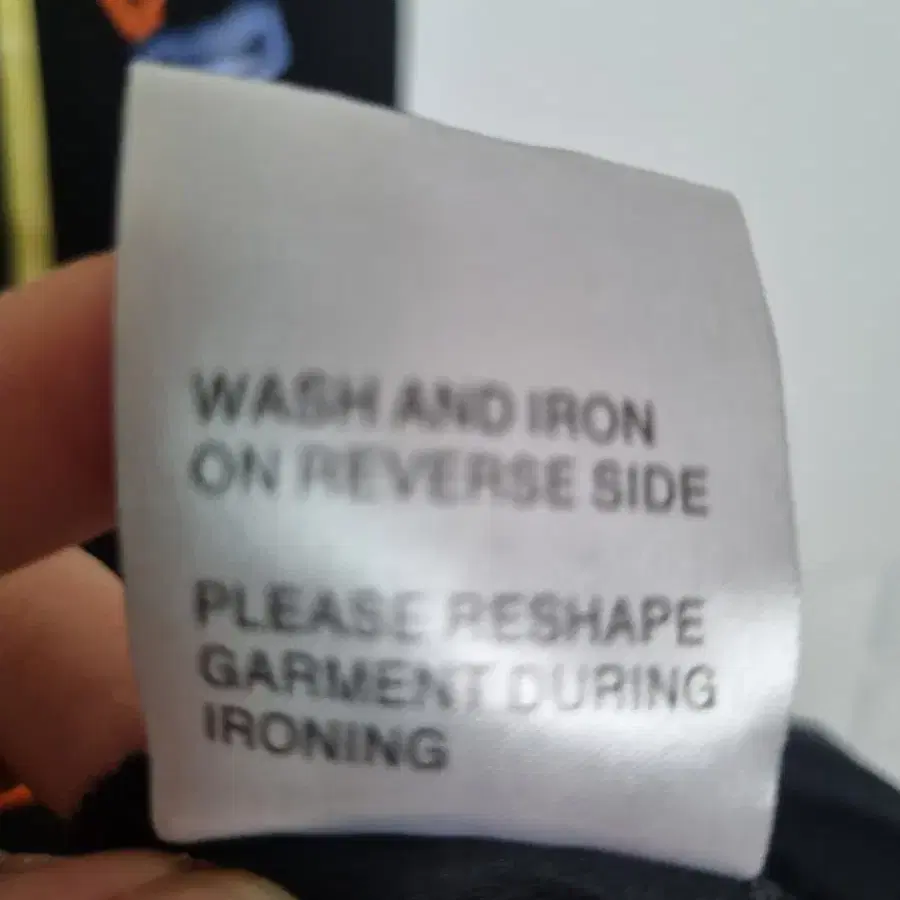 WASH AND IRON
ON REVERSE SIDE
PLEASE RESHAPE
GARMENT DURING
IRONING